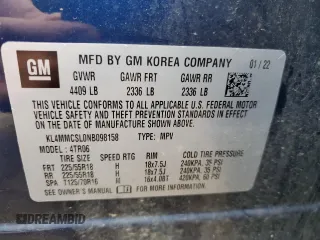 GM
MFD BY GM KOREA COMPANY 01/22
GVWR GAWR FRT GAWR RR
4409 LB 2336 LB 2336 LB
THIS VEHICLE CONFORMS TO ALL APPLICABLE U.S. FEDERAL MOTOR
VEHICLE SAFETY, BUMPER, AND THEFT PREVENTION STANDARDS IN
EFFECT ON THE DATE OF MANUFACTURE SHOWN ABOVE.
KL4MMCSL0NB098158 TYPE: MPV
MODEL: 4TR06
TIRE SIZE SPEED RTG RIM COLD TIRE PRESSURE
FRT 225/55R18 H 18x7.5J 240KPA, 35 PSI
RR 225/55R18 H 18x7.5J 240KPA, 35 PSI
SPA T125/70R16 M 16x4.0BT 420KPA, 60 PSI
SEE OWNER'S MANUAL FOR ADDITIONAL INFORMATION.
DREAMBID